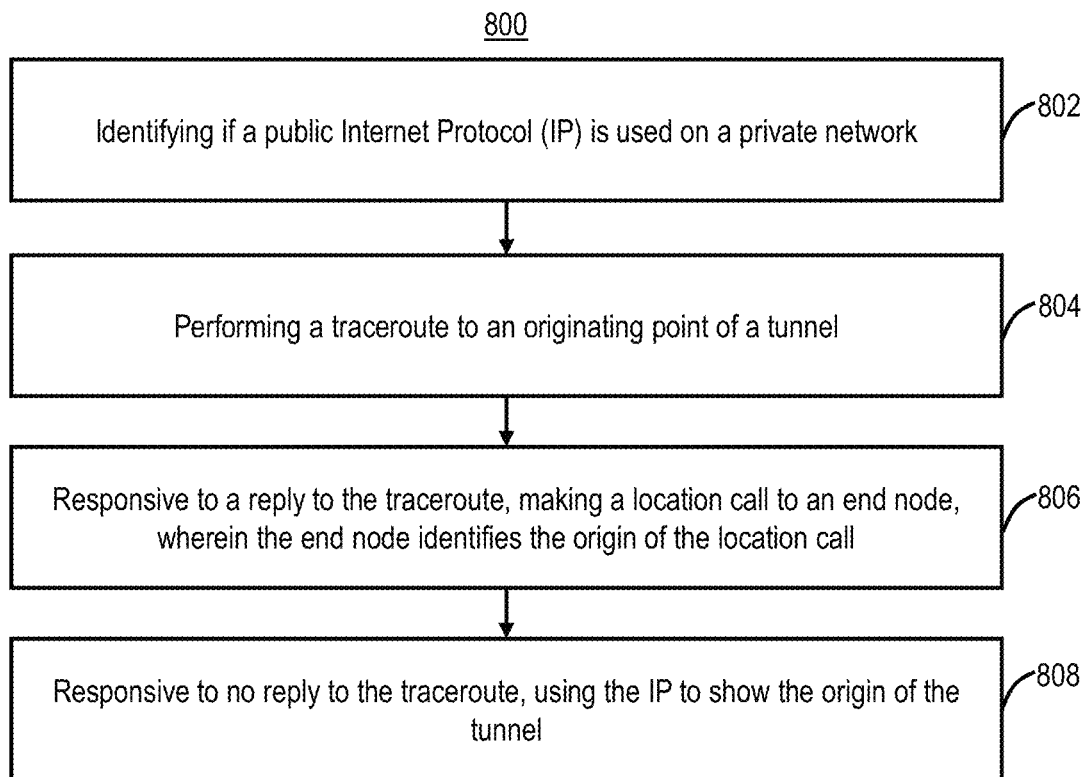 800
Identifying if a public Internet Protocol (IP) is used on a private network
802
Performing a traceroute to an originating point of a tunnel
804
Responsive to a reply to the traceroute, making a location call to an end node,
wherein the end node identifies the origin of the location call
806
Responsive to no reply to the traceroute, using the IP to show the origin of the
tunnel
808